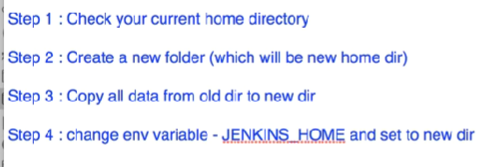 Step 1 : Check your current home directory
Step 2 : Create a new folder (which will be new home dir)
Step 3 : Copy all data from old dir to new dir
Step 4 : change env variable - JENKINS_HOME and set to new dir